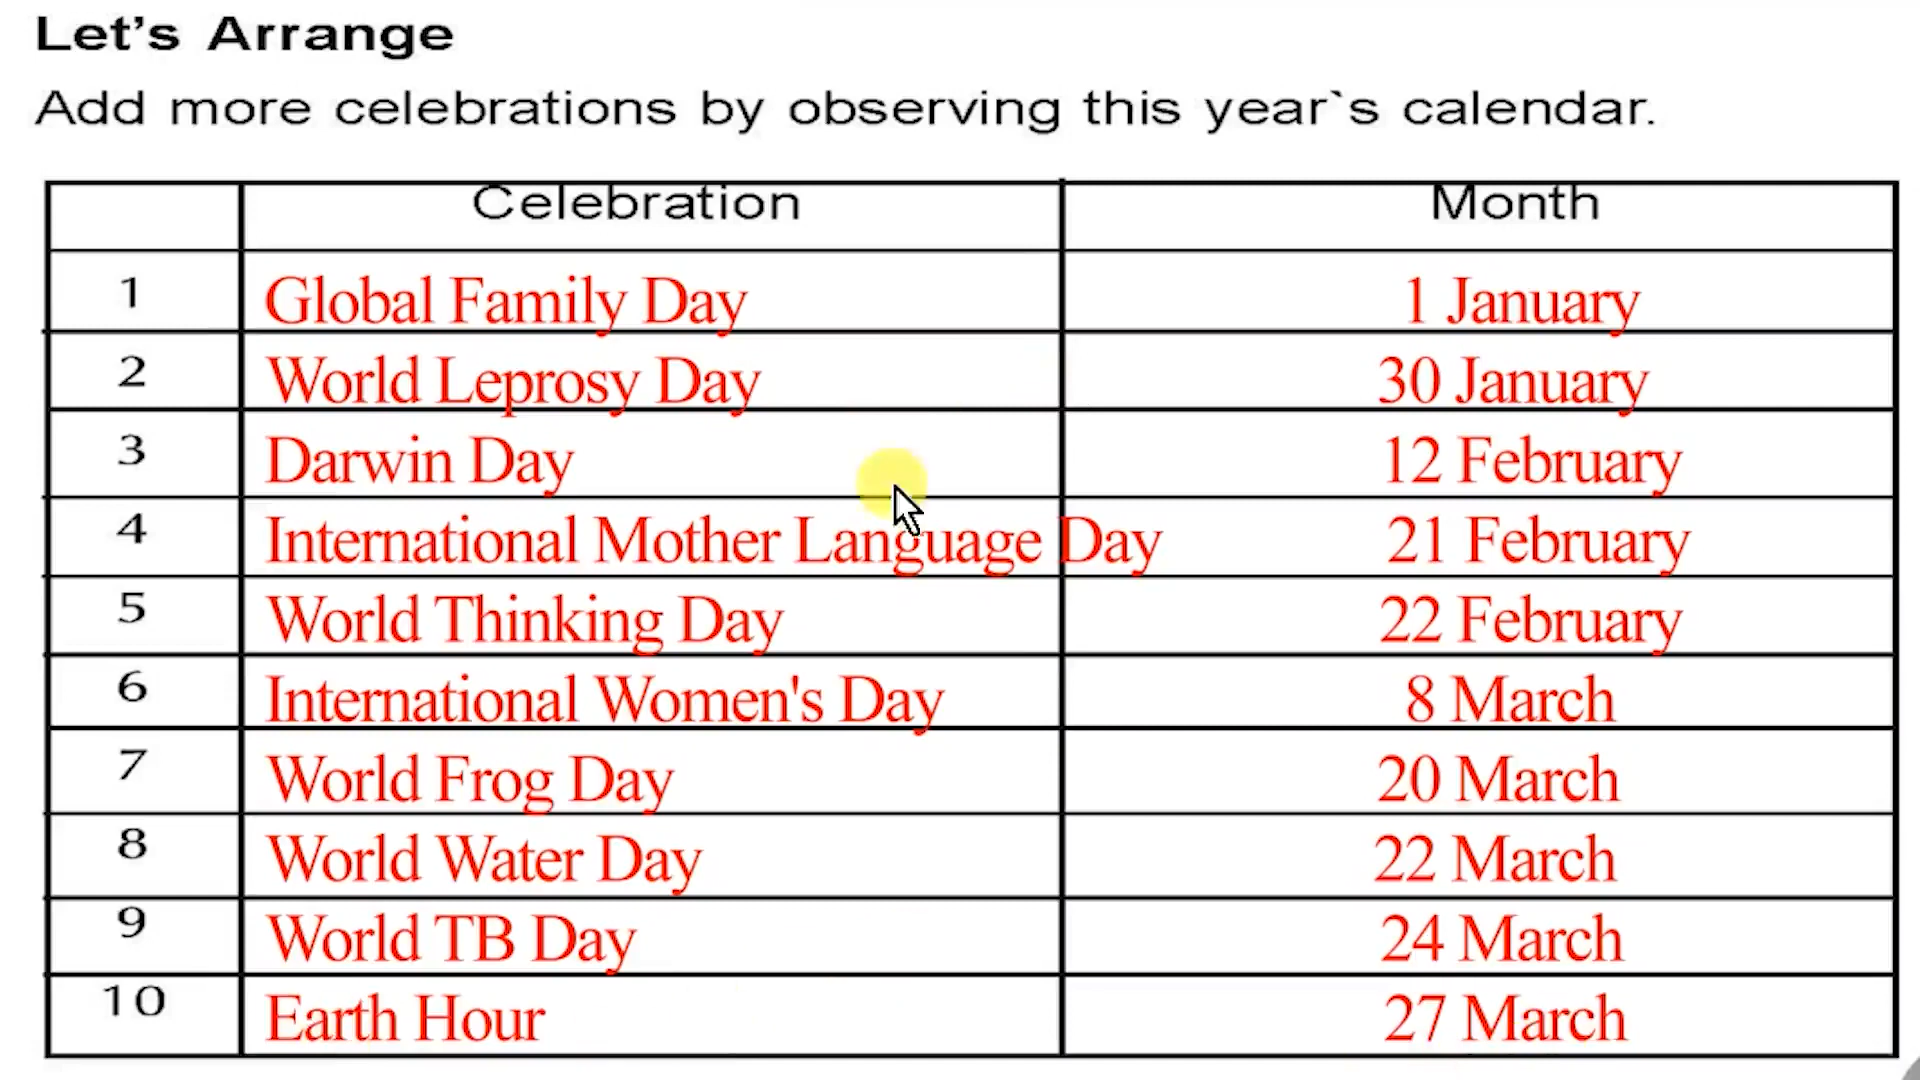 Let's Arrange
Add more celebrations by observing this year`s calendar.
Celebration Month
1 Global Family Day 1 January
2 World Leprosy Day 30 January
3 Darwin Day 12 February
4 International Mother Language Day 21 February
5 World Thinking Day 22 February
6 International Women's Day 8 March
7 World Frog Day 20 March
8 World Water Day 22 March
9 World TB Day 24 March
10 Earth Hour 27 March